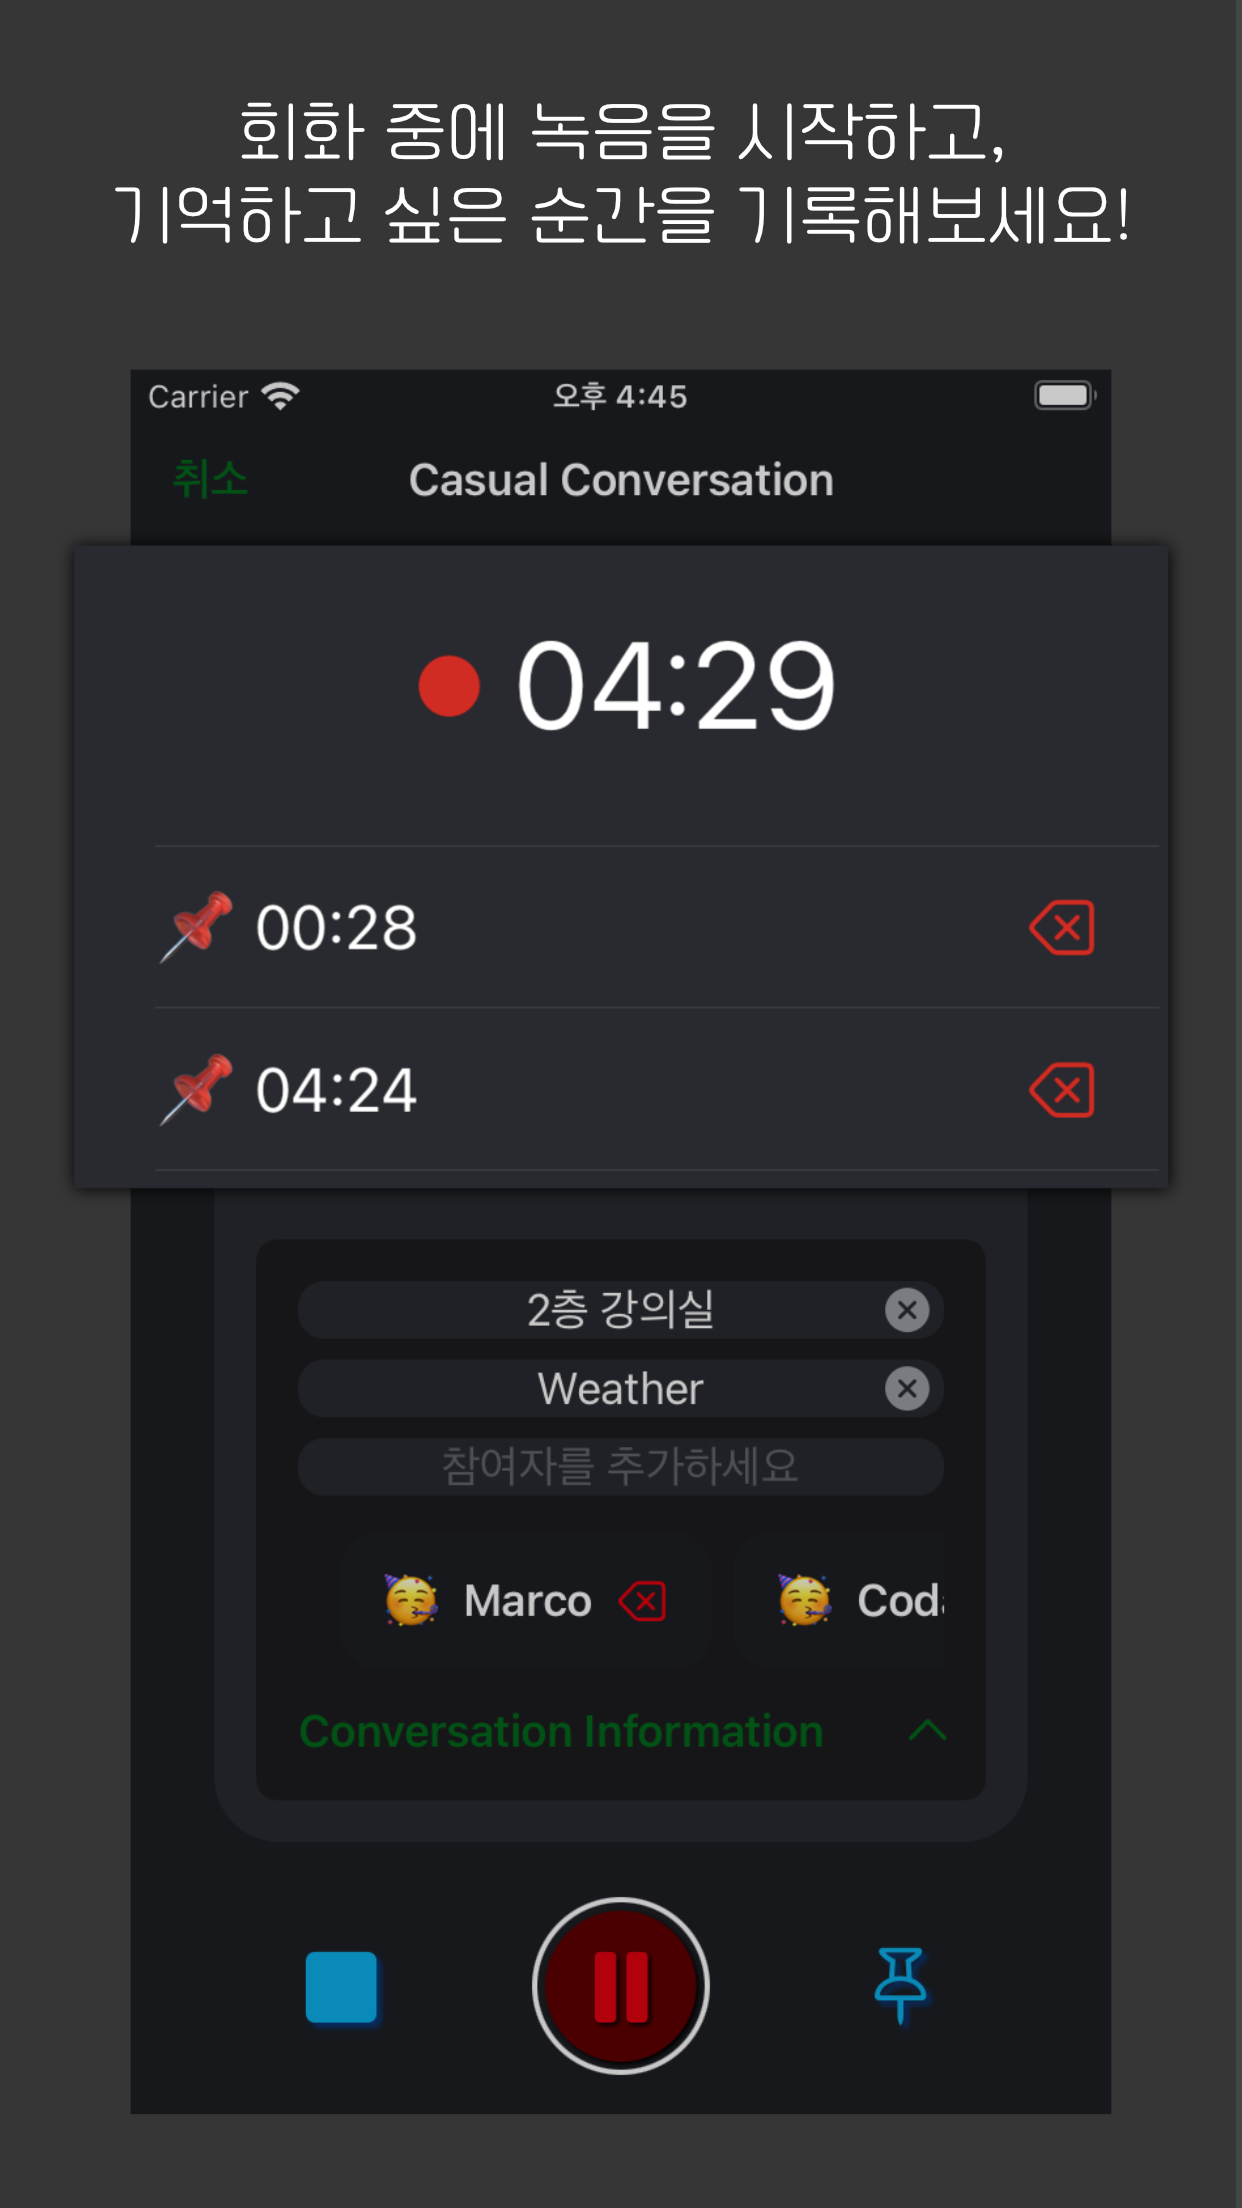 회화 중에 녹음을 시작하고,
기억하고 싶은 순간을 기록해보세요!
Carrier 오후 4:45
취소 Casual Conversation
04:29
00:28
04:24
2층 강의실
Weather
참여자를 추가하세요
Marco
Conversation Information